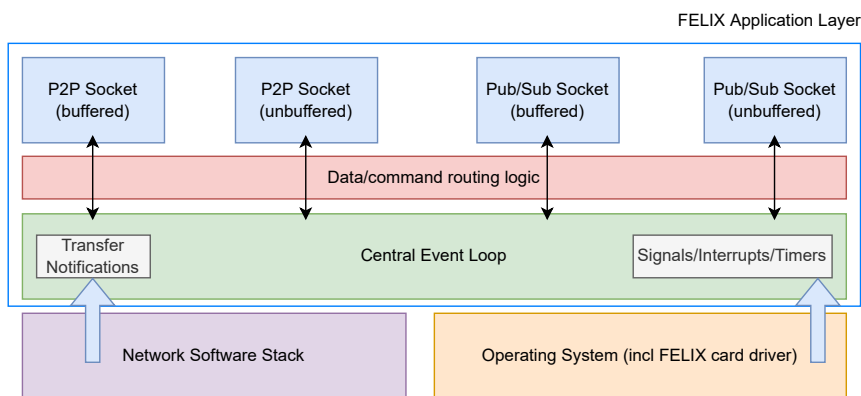 FELIX Application Layer
P2P Socket
(buffered)
P2P Socket
(unbuffered)
Pub/Sub Socket
(buffered)
Pub/Sub Socket
(unbuffered)
Data/command routing logic
Transfer
Notifications
Central Event Loop
Signals/Interrupts/Timers
Network Software Stack
Operating System (incl FELIX card driver)